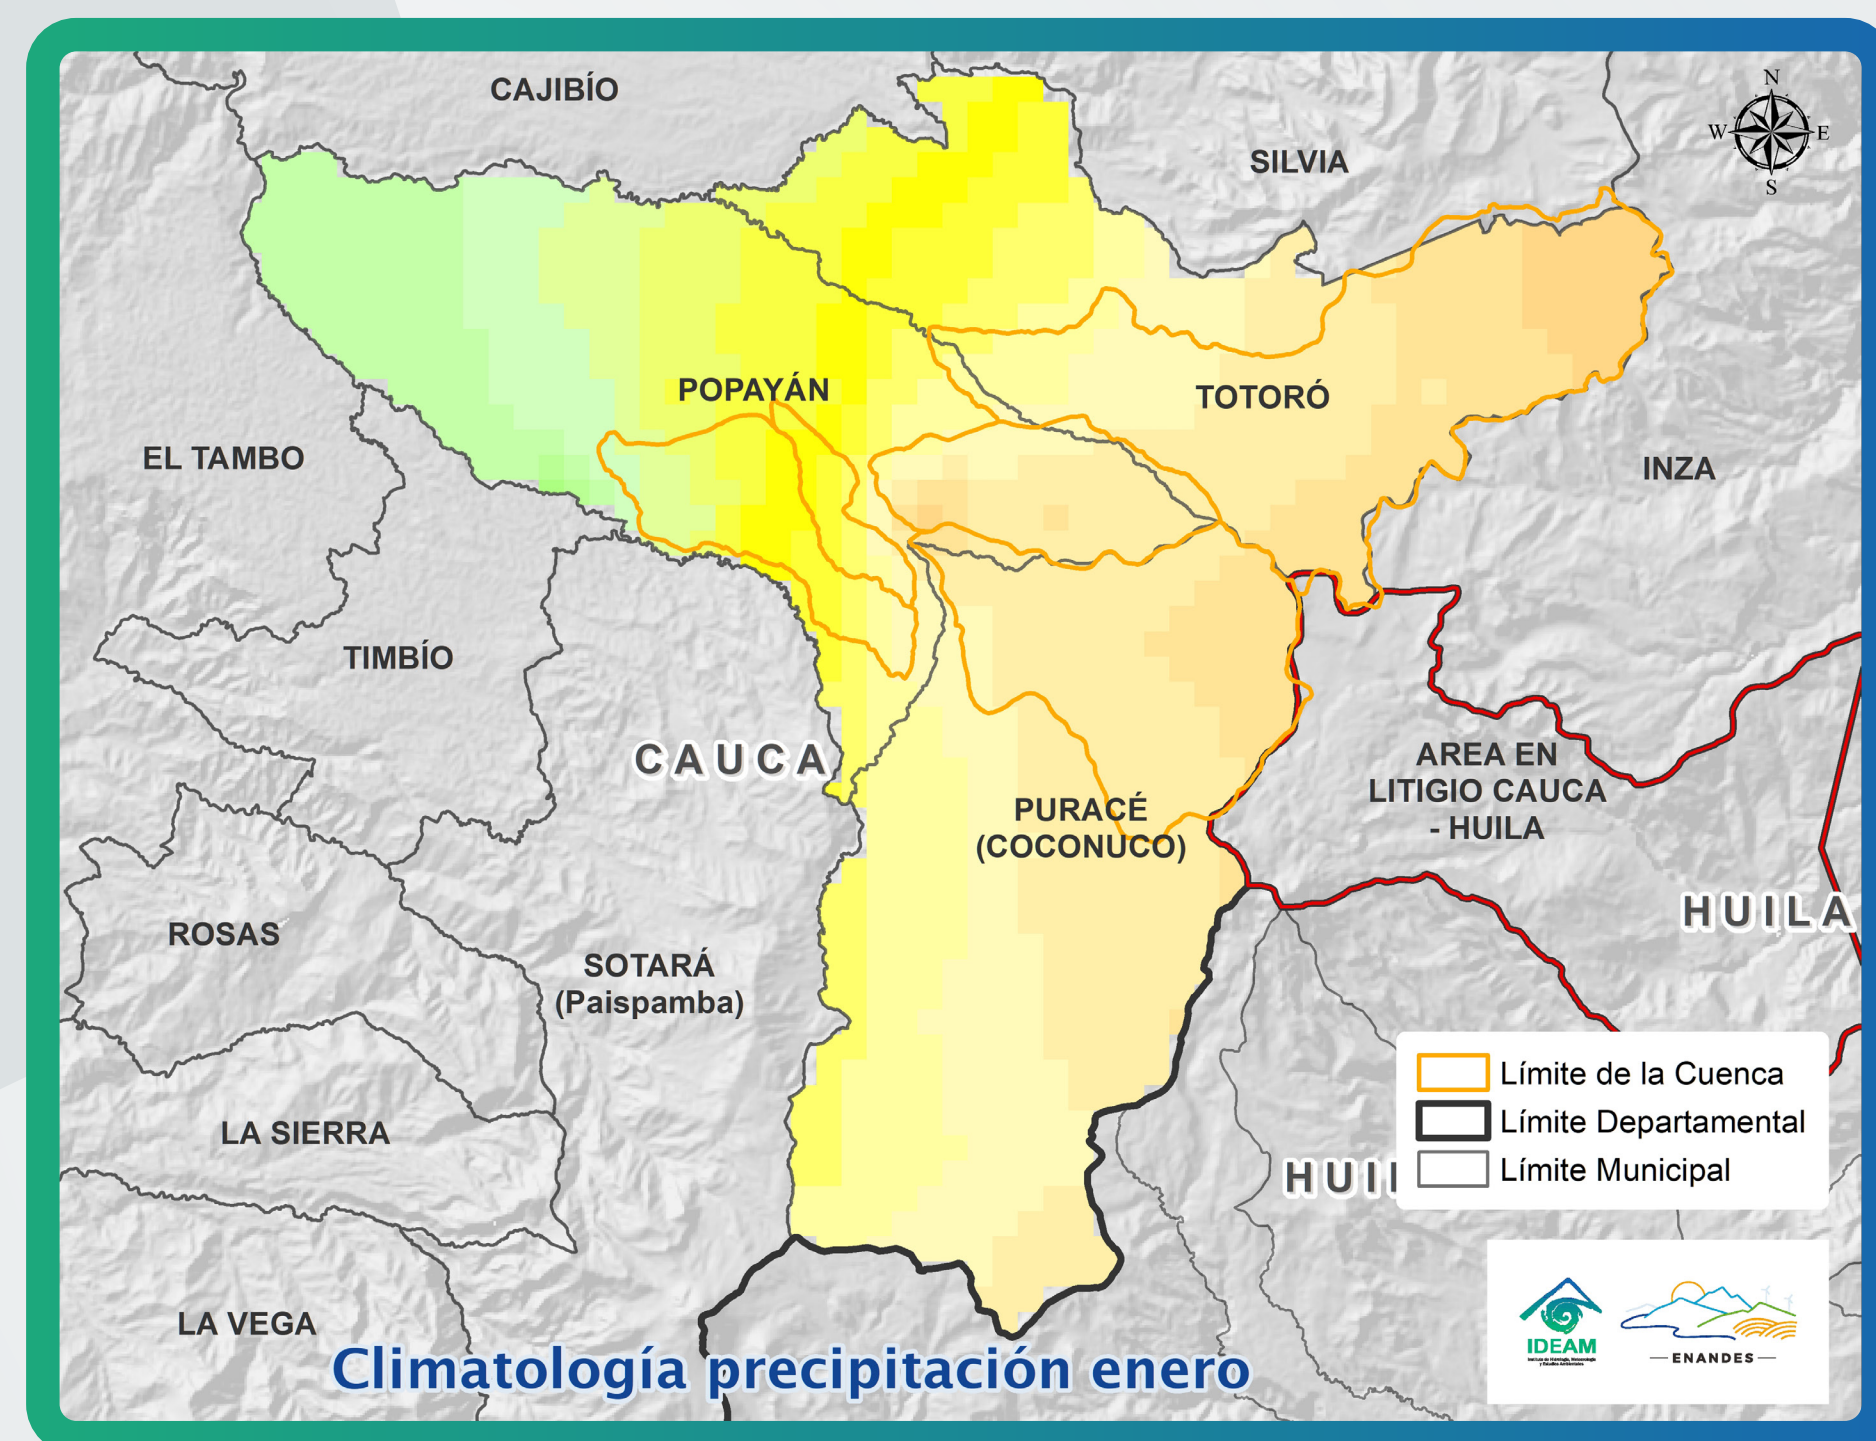 CAJIBÍO
SILVIA
N
W
E
S
POPAYÁN
TOTORÓ
EL TAMBO
INZA
TIMBÍO
CAUCA
AREA EN
LITIGIO CAUCA
- HUILA
PURACÉ
(COCONUCO)
HUILA
ROSAS
SOTARÁ
(Paispamba)
LA SIERRA
Límite de la Cuenca
Límite Departamental
Límite Municipal
HUI
LA VEGA
Climatología precipitación enero
IDEAM
ENANDES